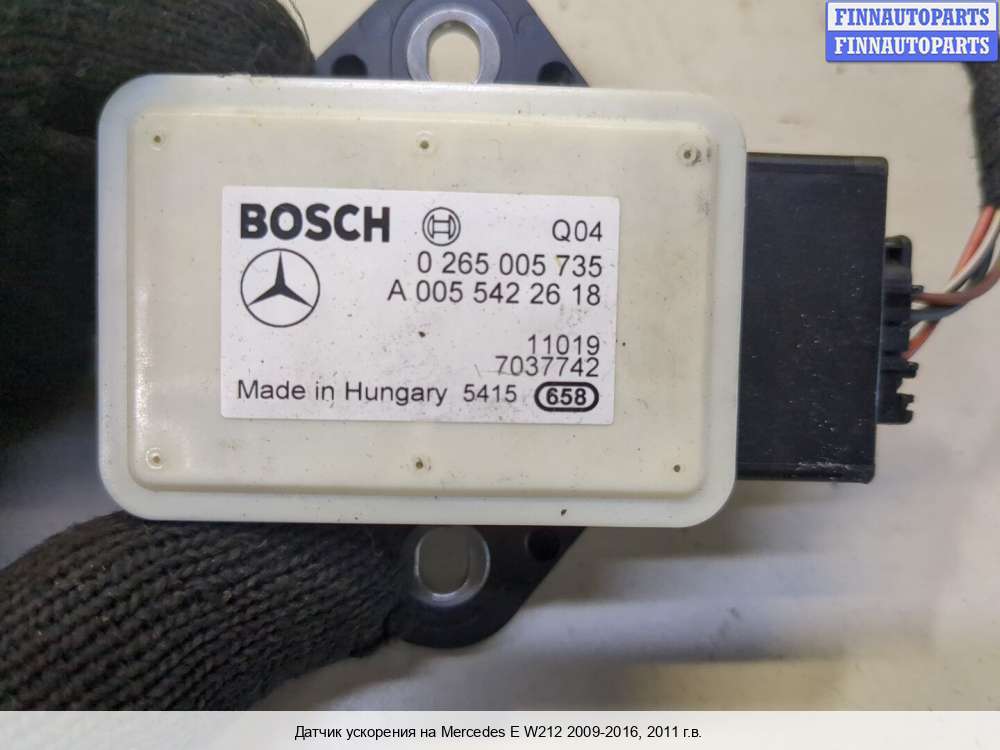 FINNAUTOPARTS
FINNAUTOPARTS
BOSCH Q04
0 265 005 735
A 005 542 26 18
11019
7037742
Made in Hungary 5415 658
Датчик ускорения на Mercedes E W212 2009-2016, 2011 г.в.